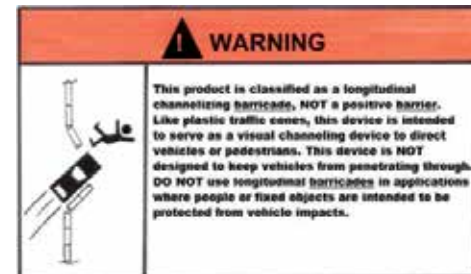 WARNING
This product is classified as a longitudinal
channelizing barricade, NOT a positive barrier.
Like plastic traffic cones, this device is intended
to serve as a visual channeling device to direct
vehicles or pedestrians. This device is NOT
designed to keep vehicles from penetrating through.
DO NOT use longitudinal barricades in applications
where people or fixed objects are intended to be
protected from vehicle impacts.